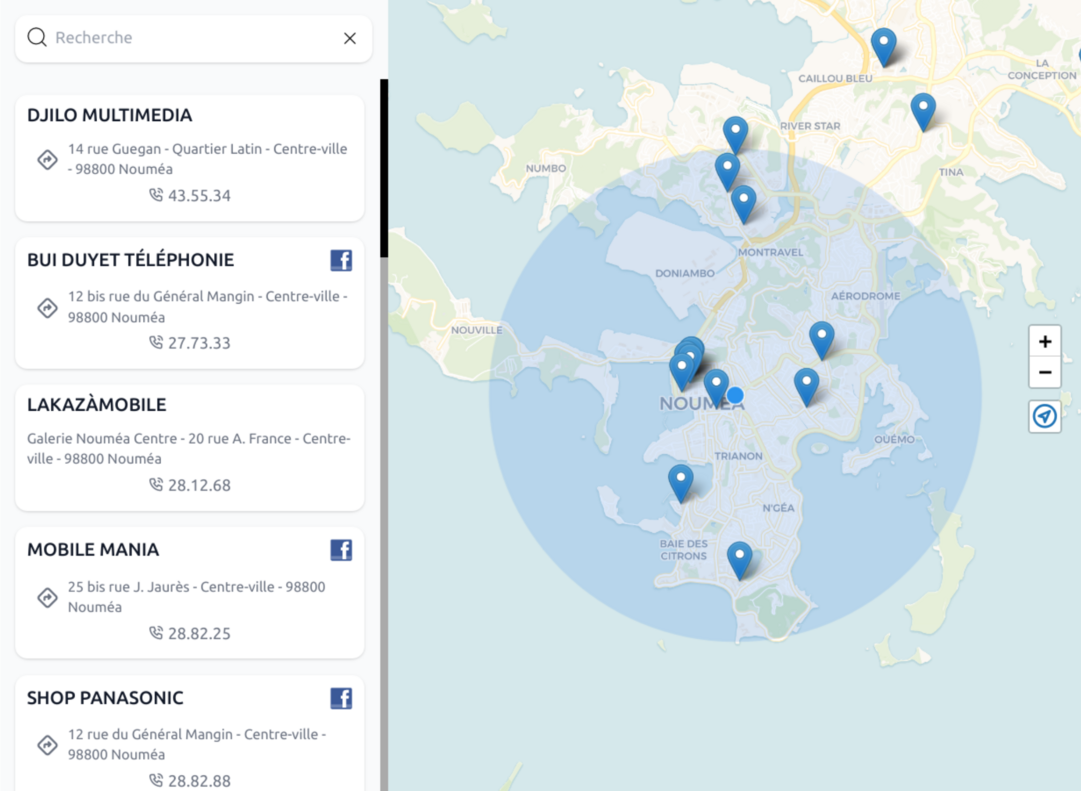 Recherche
DJILO MULTIMEDIA
14 rue Guegan - Quartier Latin - Centre-ville
- 98800 Nouméa
43.55.34
BUI DUYET TÉLÉPHONIE
12 bis rue du Général Mangin - Centre-ville -
98800 Nouméa
27.73.33
LAKAZÀMOBILE
Galerie Nouméa Centre - 20 rue A. France - Centre-
ville - 98800 Nouméa
28.12.68
MOBILE MANIA
25 bis rue J. Jaurès - Centre-ville - 98800
Nouméa
28.82.25
SHOP PANASONIC
12 rue du Général Mangin - Centre-ville -
98800 Nouméa
28.82.88
LA
CONCEPTION
CAILLOU BLEU
RIVER STAR
NUMBO
TINA
MONTRAVEL
DONIAMBO
AÉRODROME
NOUVILLE
NOUMÉA
OUÉMO
TRIANON
N'GÉA
BAIE DES
CITRONS
+
−